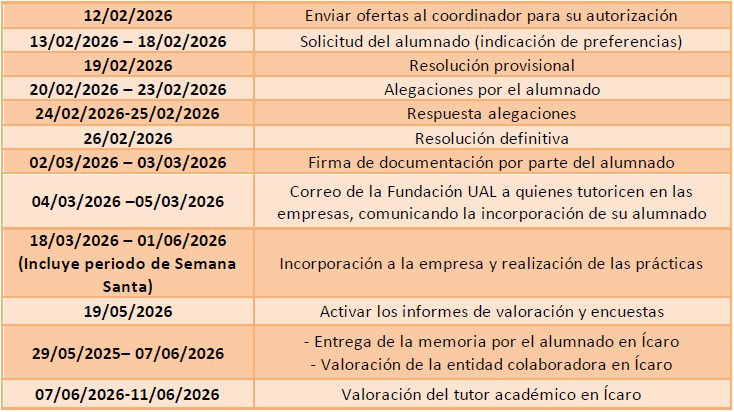 12/02/2026 Enviar ofertas al coordinador para su autorización
13/02/2026 – 18/02/2026 Solicitud del alumnado (indicación de preferencias)
19/02/2026 Resolución provisional
20/02/2026 – 23/02/2026 Alegaciones por el alumnado
24/02/2026-25/02/2026 Respuesta alegaciones
26/02/2026 Resolución definitiva
02/03/2026 – 03/03/2026 Firma de documentación por parte del alumnado
04/03/2026 –05/03/2026
Correo de la Fundación UAL a quienes tutoricen en las
empresas, comunicando la incorporación de su alumnado
18/03/2026 – 01/06/2026
(Incluye periodo de Semana
Santa)
Incorporación a la empresa y realización de las prácticas
19/05/2026 Activar los informes de valoración y encuestas
29/05/2025– 07/06/2026
- Entrega de la memoria por el alumnado en Ícaro
- Valoración de la entidad colaboradora en Ícaro
07/06/2026-11/06/2026 Valoración del tutor académico en Ícaro